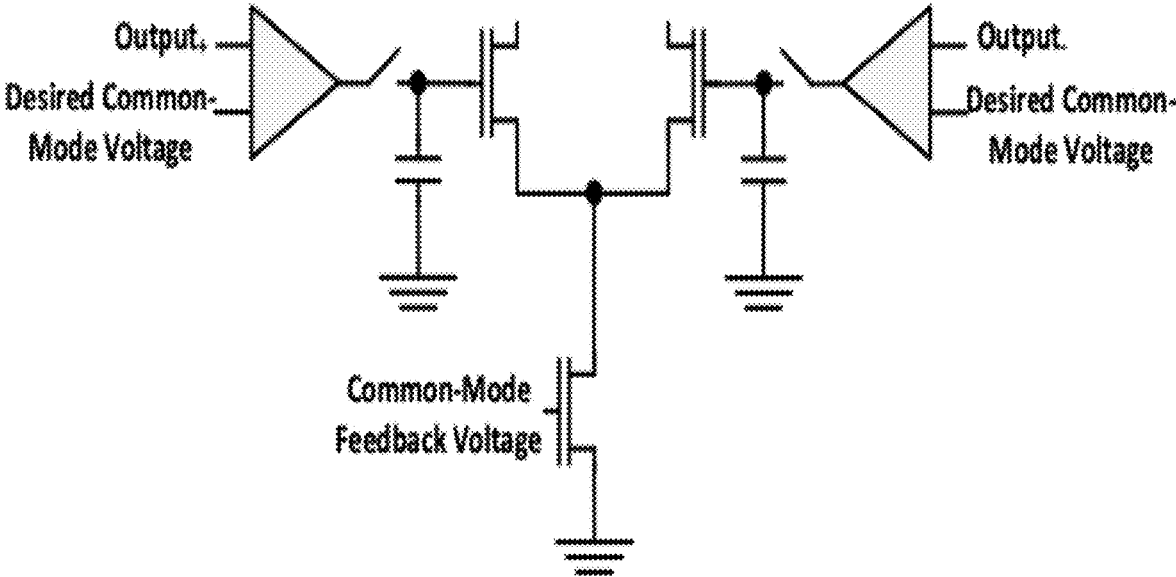 Output+
Desired Common-
Mode Voltage
Output-
Desired Common-
Mode Voltage
Common-Mode
Feedback Voltage